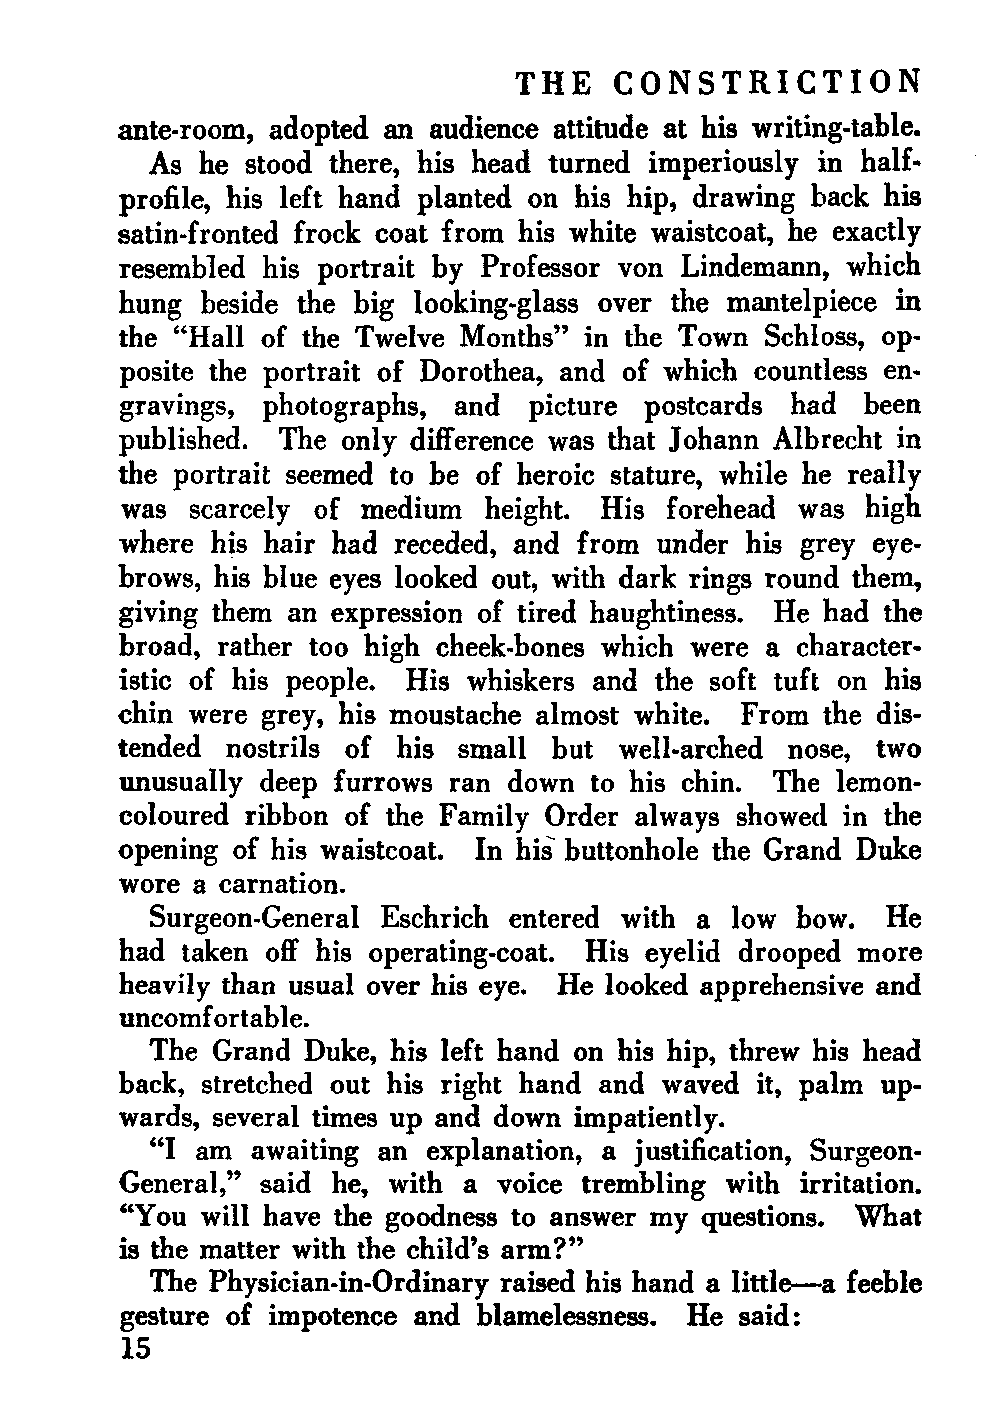 THE CONSTRICTION
ante-room, adopted an audience attitude at his writing-table.
As he stood there, his head turned imperiously in half-
profile, his left hand planted on his hip, drawing back his
satin-fronted frock coat from his white waistcoat, he exactly
resembled his portrait by Professor von Lindemann, which
hung beside the big looking-glass over the mantelpiece in
the “Hall of the Twelve Months” in the Town Schloss, op-
posite the portrait of Dorothea, and of which countless en-
gravings, photographs, and picture postcards had been
published. The only difference was that Johann Albrecht in
the portrait seemed to be of heroic stature, while he really
was scarcely of medium height. His forehead was high
where his hair had receded, and from under his grey eye-
brows, his blue eyes looked out, with dark rings round them,
giving them an expression of tired haughtiness. He had the
broad, rather too high cheek-bones which were a character-
istic of his people. His whiskers and the soft tuft on his
chin were grey, his moustache almost white. From the dis-
tended nostrils of his small but well-arched nose, two
unusually deep furrows ran down to his chin. The lemon-
coloured ribbon of the Family Order always showed in the
opening of his waistcoat. In his buttonhole the Grand Duke
wore a carnation.
Surgeon-General Eschrich entered with a low bow. He
had taken off his operating-coat. His eyelid drooped more
heavily than usual over his eye. He looked apprehensive and
uncomfortable.
The Grand Duke, his left hand on his hip, threw his head
back, stretched out his right hand and waved it, palm up-
wards, several times up and down impatiently.
“I am awaiting an explanation, a justification, Surgeon-
General,” said he, with a voice trembling with irritation.
“You will have the goodness to answer my questions. What
is the matter with the child’s arm?”
The Physician-in-Ordinary raised his hand a little—a feeble
gesture of impotence and blamelessness. He said:
15